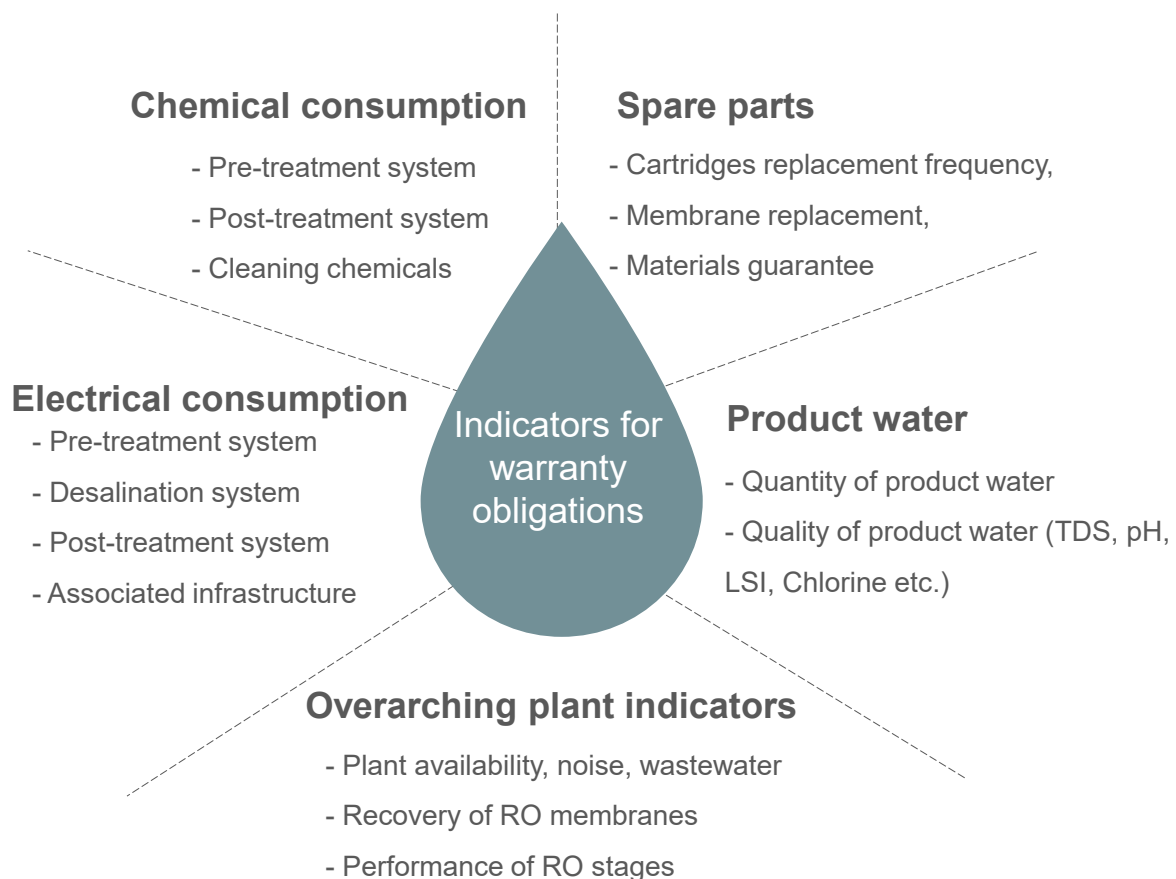 Chemical consumption
- Pre-treatment system
- Post-treatment system
- Cleaning chemicals
Spare parts
- Cartridges replacement frequency,
- Membrane replacement,
- Materials guarantee
Electrical consumption
- Pre-treatment system
- Desalination system
- Post-treatment system
- Associated infrastructure
Indicators for
warranty
obligations
Product water
- Quantity of product water
- Quality of product water (TDS, pH,
LSI, Chlorine etc.)
Overarching plant indicators
- Plant availability, noise, wastewater
- Recovery of RO membranes
- Performance of RO stages